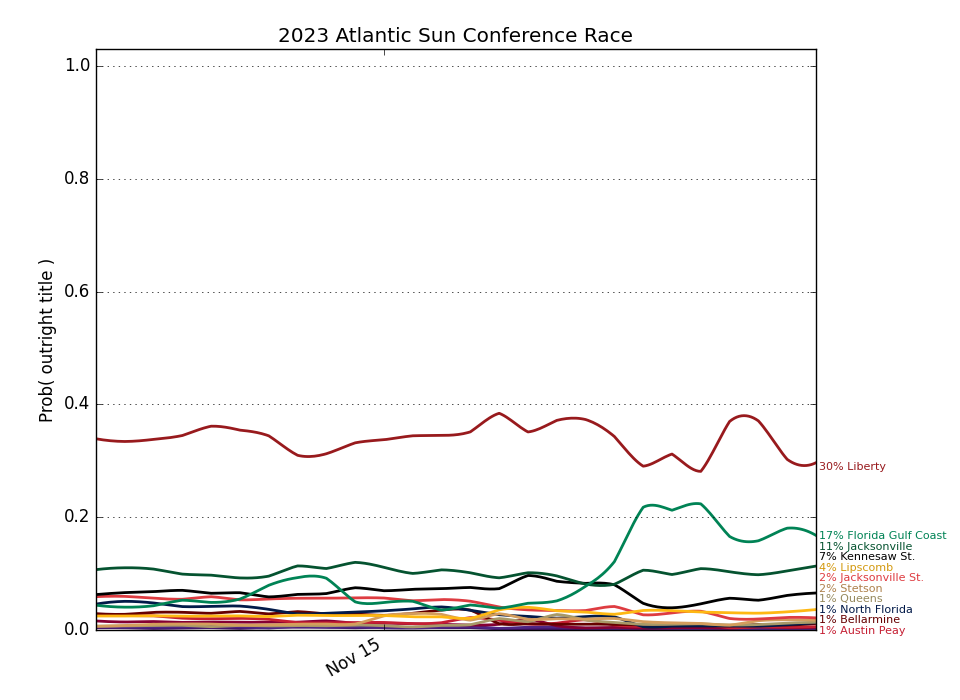 2023 Atlantic Sun Conference Race
Prob( outright title )
1.0
0.8
0.6
0.4
0.2
0.0
Nov 15
30% Liberty
17% Florida Gulf Coast
11% Jacksonville
7% Kennesaw St.
4% Lipscomb
2% Jacksonville St.
2% Stetson
1% Queens
1% North Florida
1% Bellarmine
1% Austin Peay